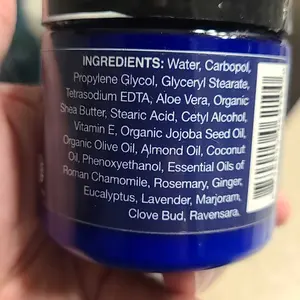 INGREDIENTS: Water, Carbopol,
Propylene Glycol, Glyceryl Stearate,
Tetrasodium EDTA, Aloe Vera, Organic
Shea Butter, Stearic Acid, Cetyl Alcohol,
Vitamin E, Organic Jojoba Seed Oil,
Organic Olive Oil, Almond Oil, Coconut
Oil, Phenoxyethanol, Essential Oils of
Roman Chamomile, Rosemary, Ginger,
Eucalyptus, Lavender, Marjoram,
Clove Bud, Ravensara.